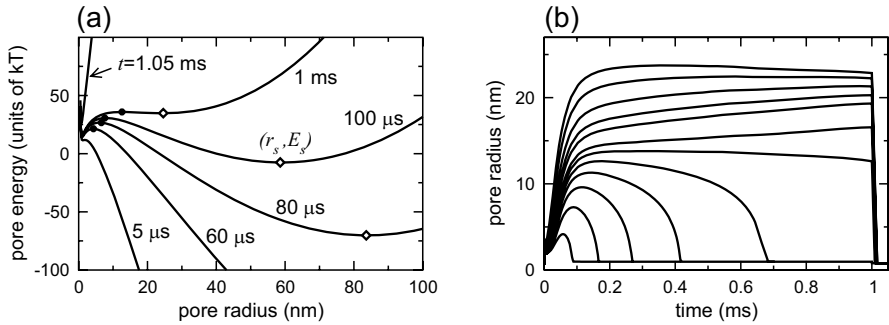 (a)
pore energy (units of kT)
50
0
-50
-100
t=1.05 ms
1 ms
100 μs
(r_s,E_s)
80 μs
60 μs
5 μs
0 20 40 60 80 100
pore radius (nm)
(b)
pore radius (nm)
20
10
0
0 0.2 0.4 0.6 0.8 1
time (ms)